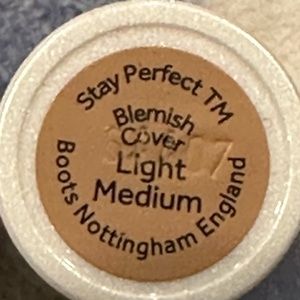 Stay Perfect TM
Blemish
Cover
Light
Medium
Boots Nottingham England